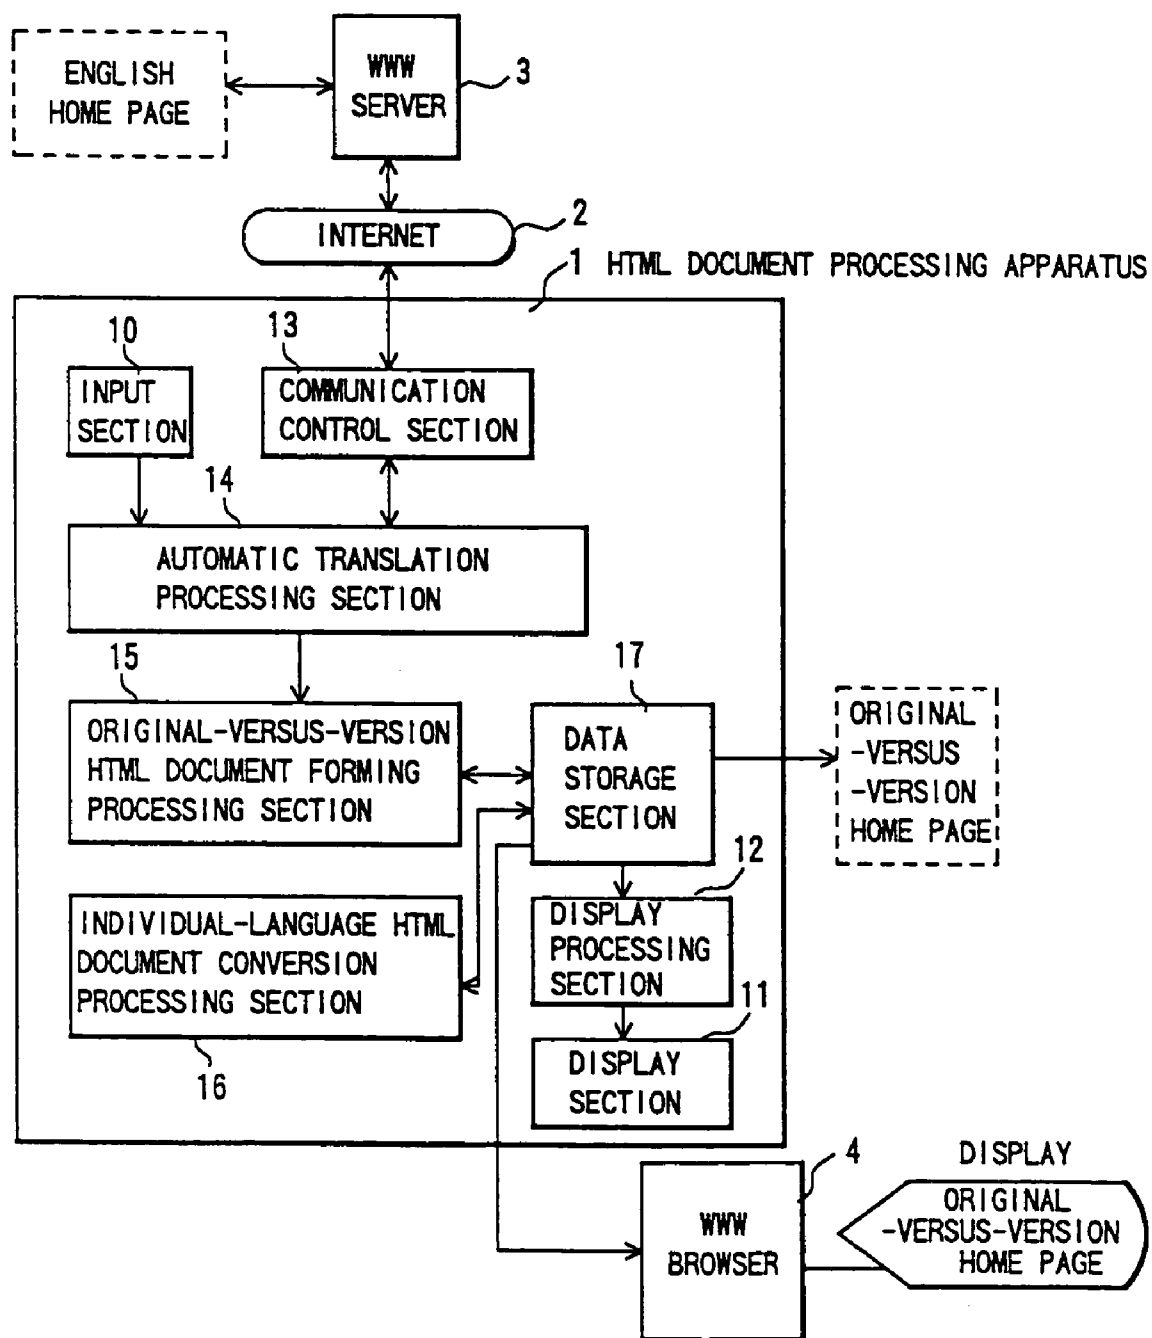 ENGLISH
HOME PAGE
WWW
SERVER
3
INTERNET
2
1 HTML DOCUMENT PROCESSING APPARATUS
10
INPUT
SECTION
13
COMMUNICATION
CONTROL SECTION
14
AUTOMATIC TRANSLATION
PROCESSING SECTION
15
ORIGINAL-VERSUS-VERSION
HTML DOCUMENT FORMING
PROCESSING SECTION
17
DATA
STORAGE
SECTION
ORIGINAL
-VERSUS
-VERSION
HOME PAGE
INDIVIDUAL-LANGUAGE HTML
DOCUMENT CONVERSION
PROCESSING SECTION
16
12
DISPLAY
PROCESSING
SECTION
11
DISPLAY
SECTION
4
WWW
BROWSER
DISPLAY
ORIGINAL
-VERSUS-VERSION
HOME PAGE